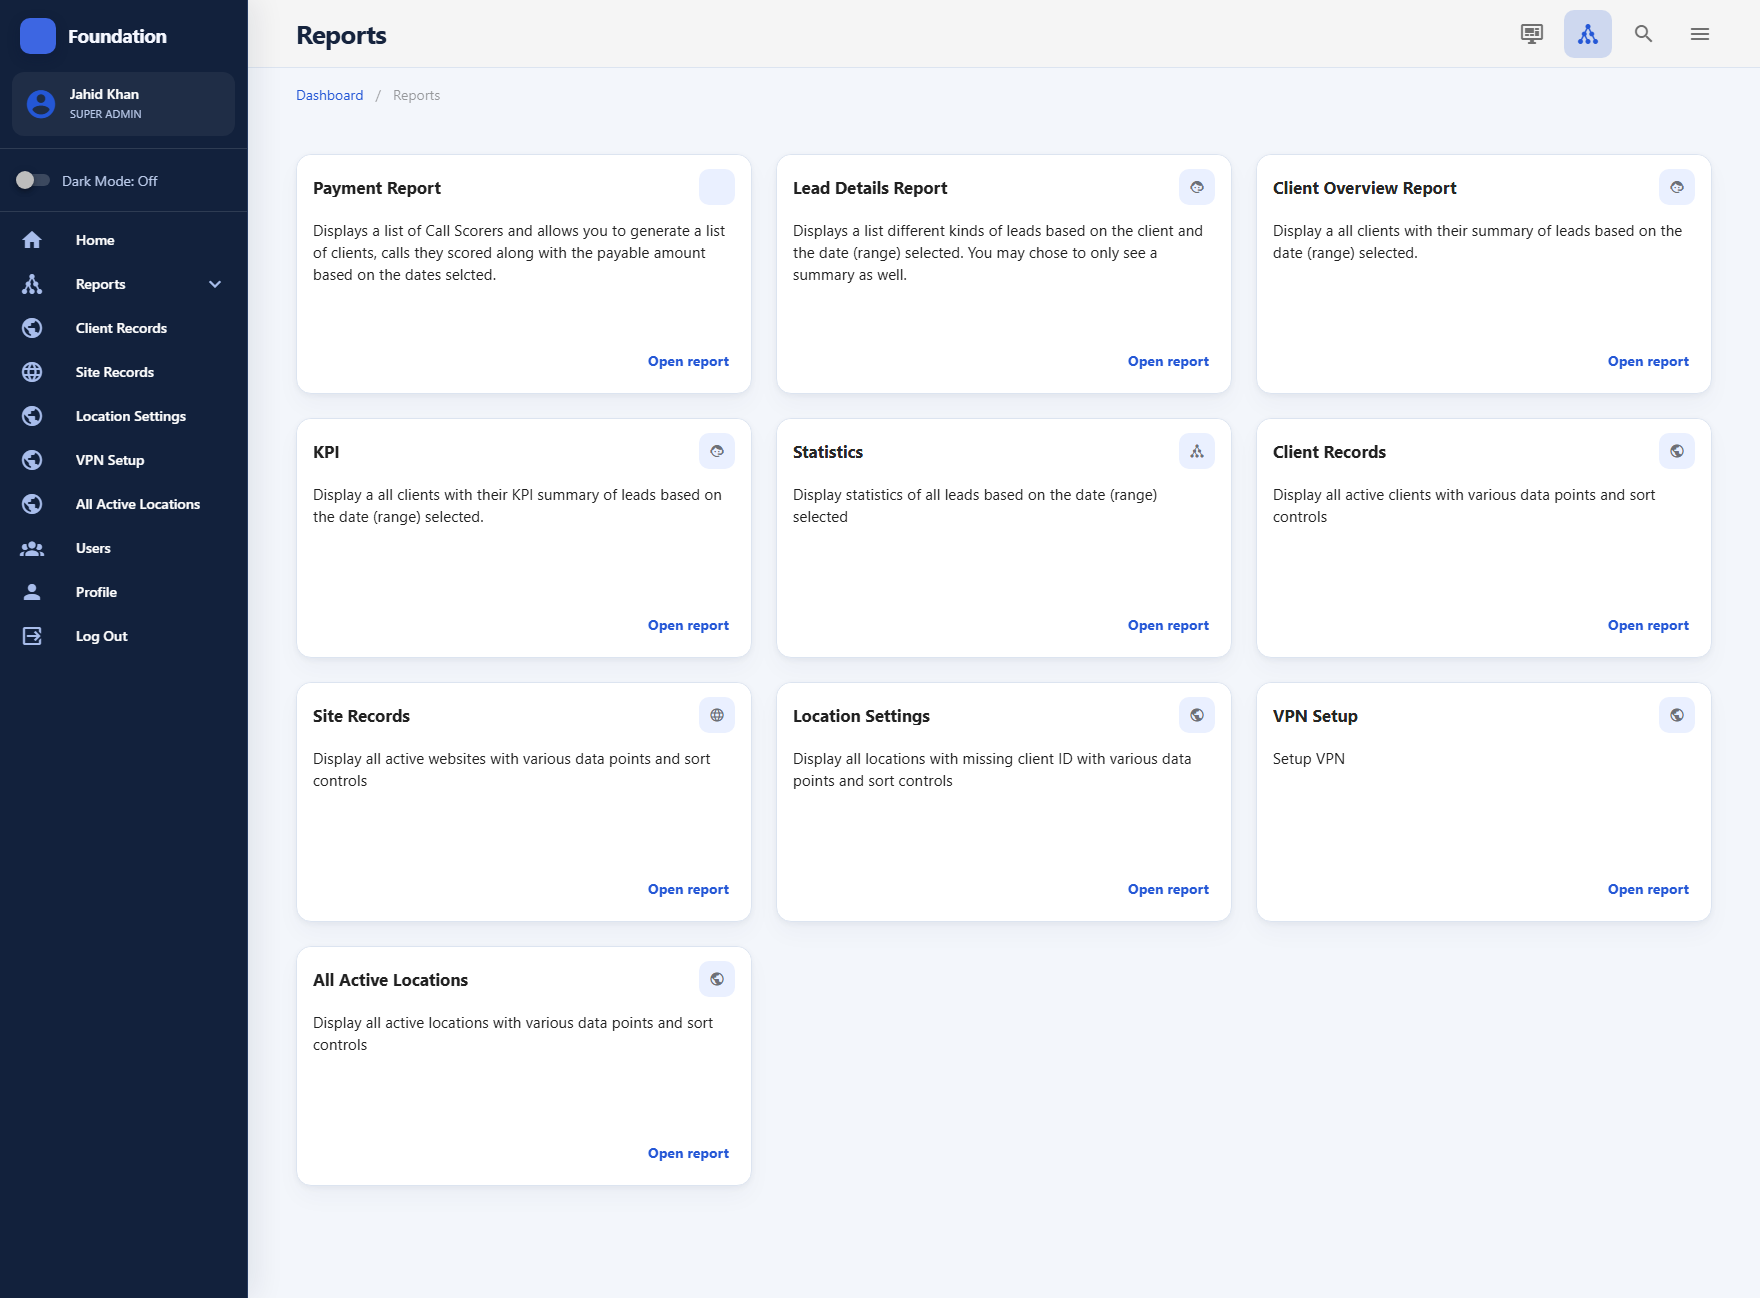 Foundation
Jahid Khan
SUPER ADMIN
Dark Mode: Off
Home
Reports
Client Records
Site Records
Location Settings
VPN Setup
All Active Locations
Users
Profile
Log Out
Reports
Dashboard / Reports
Payment Report
Displays a list of Call Scorers and allows you to generate a list
of clients, calls they scored along with the payable amount
based on the dates selcted.
Open report
Lead Details Report
Displays a list different kinds of leads based on the client and
the date (range) selected. You may chose to only see a
summary as well.
Open report
Client Overview Report
Display a all clients with their summary of leads based on the
date (range) selected.
Open report
KPI
Display a all clients with their KPI summary of leads based on
the date (range) selected.
Open report
Statistics
Display statistics of all leads based on the date (range)
selected
Open report
Client Records
Display all active clients with various data points and sort
controls
Open report
Site Records
Display all active websites with various data points and sort
controls
Open report
Location Settings
Display all locations with missing client ID with various data
points and sort controls
Open report
VPN Setup
Setup VPN
Open report
All Active Locations
Display all active locations with various data points and sort
controls
Open report